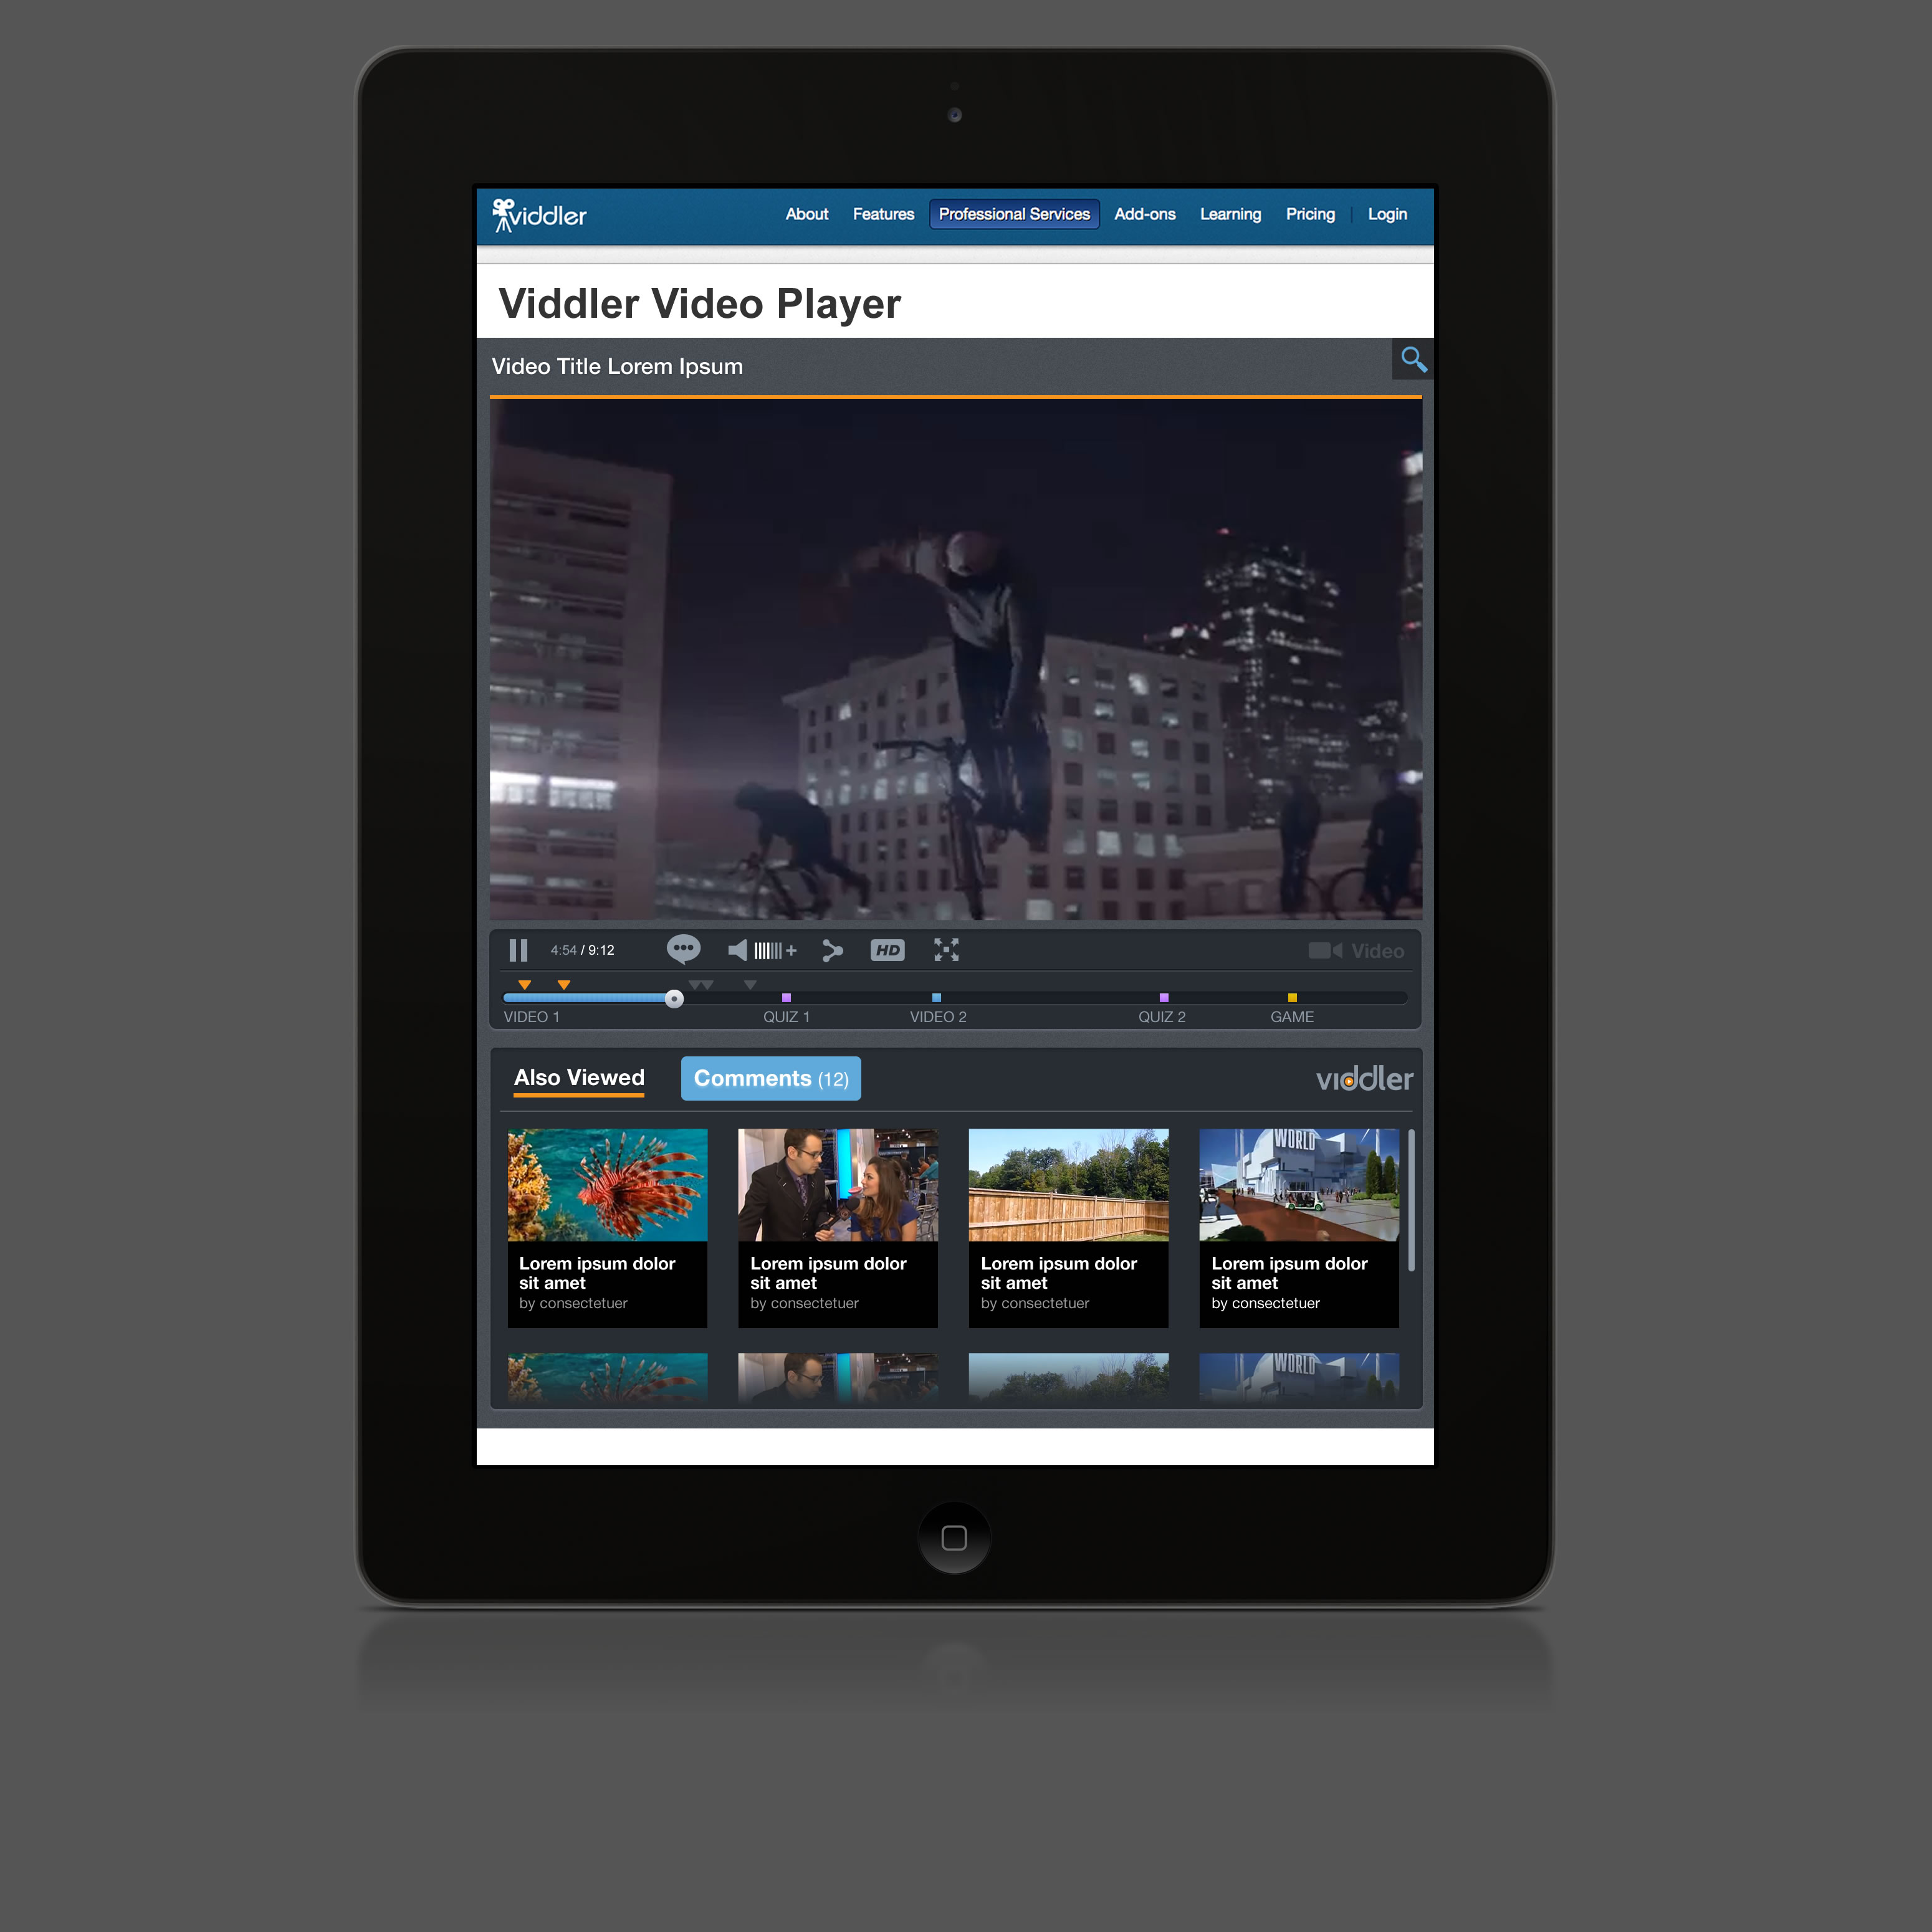 viddler
About Features Professional Services Add-ons Learning Pricing Login
Viddler Video Player
Video Title Lorem Ipsum
4:54 / 9:12
+
HD
Video
VIDEO 1
QUIZ 1
VIDEO 2
QUIZ 2
GAME
Also Viewed
Comments (12)
viddler
WORLD
Lorem ipsum dolor
sit amet
by consectetuer
Lorem ipsum dolor
sit amet
by consectetuer
Lorem ipsum dolor
sit amet
by consectetuer
Lorem ipsum dolor
sit amet
by consectetuer
WORLD